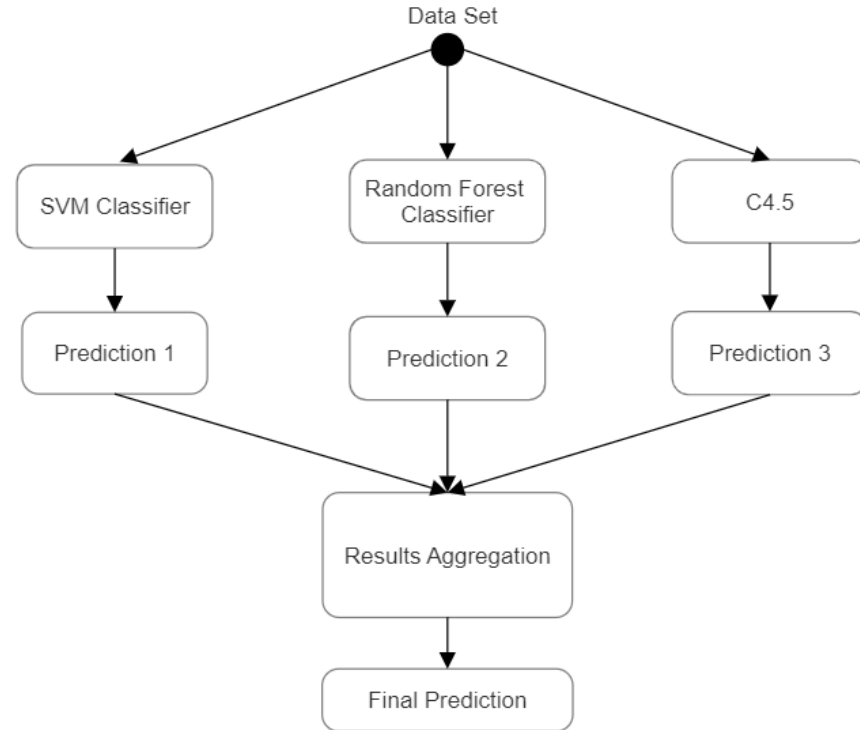 Data Set
SVM Classifier
Random Forest
Classifier
C4.5
Prediction 1
Prediction 2
Prediction 3
Results Aggregation
Final Prediction